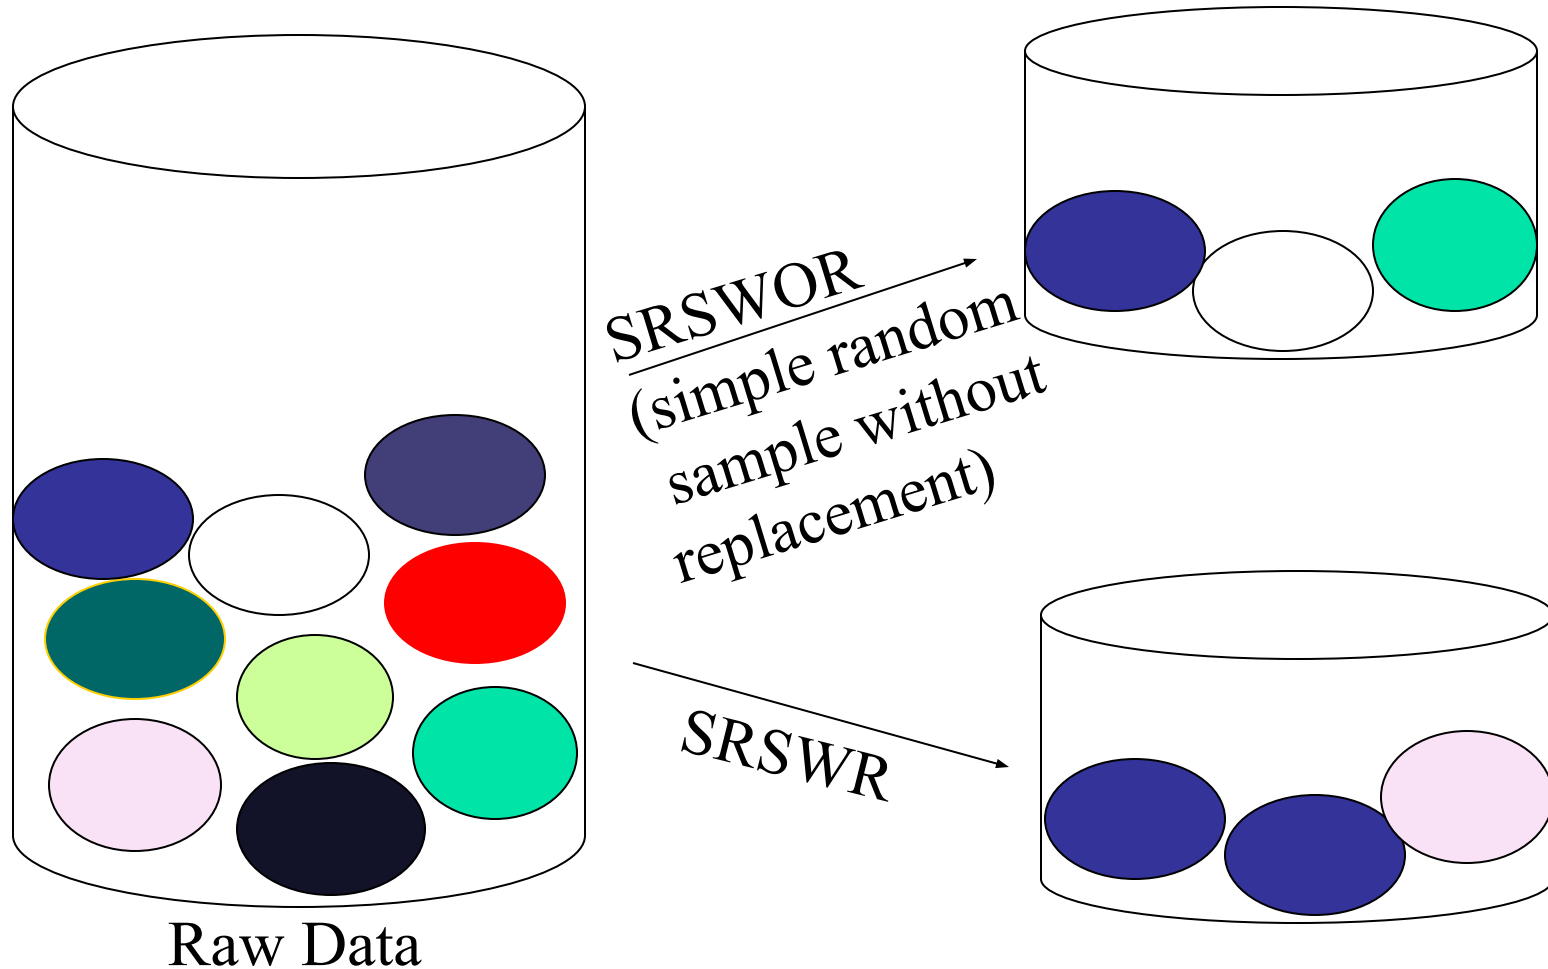 SRSWOR
(simple random
sample without
replacement)
SRSWR
Raw Data